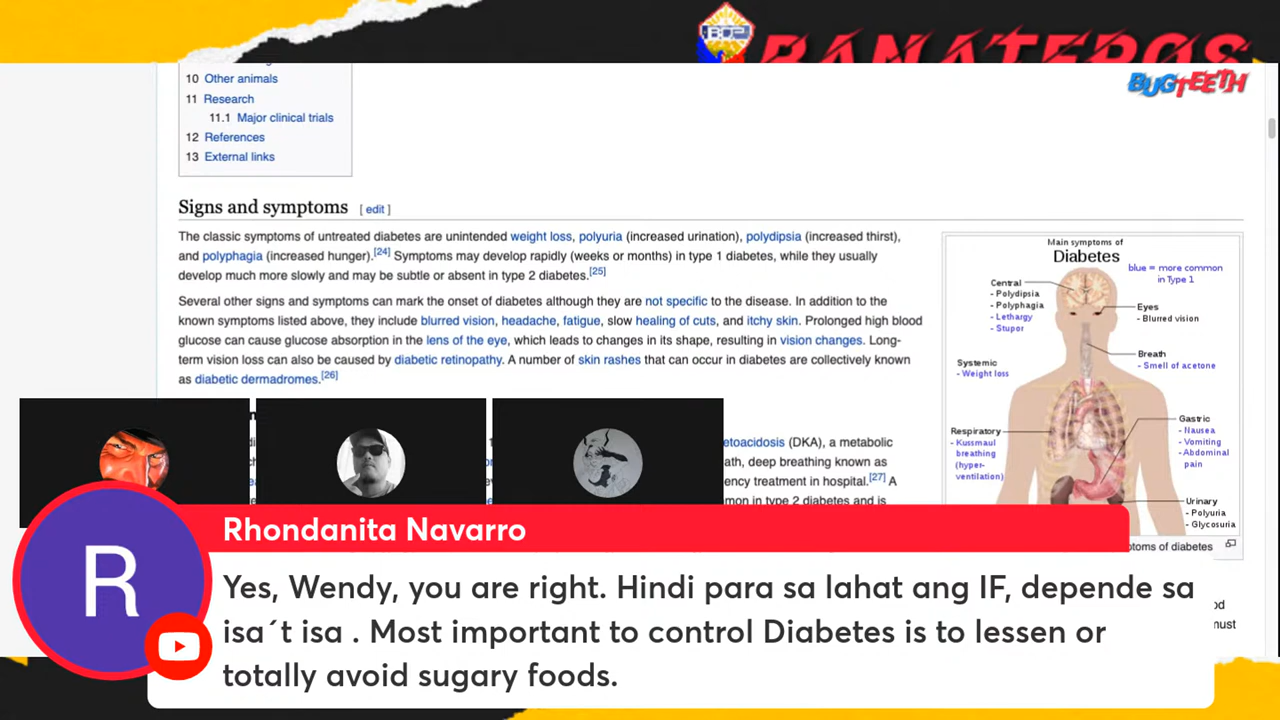 BANATEROS
BUGTEETH
10 Other animals
11 Research
11.1 Major clinical trials
12 References
13 External links
Signs and symptoms [ edit ]
The classic symptoms of untreated diabetes are unintended weight loss, polyuria (increased urination), polydipsia (increased thirst),
and polyphagia (increased hunger).[24] Symptoms may develop rapidly (weeks or months) in type 1 diabetes, while they usually
develop much more slowly and may be subtle or absent in type 2 diabetes.[25]
Several other signs and symptoms can mark the onset of diabetes although they are not specific to the disease. In addition to the
known symptoms listed above, they include blurred vision, headache, fatigue, slow healing of cuts, and itchy skin. Prolonged high blood
glucose can cause glucose absorption in the lens of the eye, which leads to changes in its shape, resulting in vision changes. Long-
term vision loss can also be caused by diabetic retinopathy. A number of skin rashes that can occur in diabetes are collectively known
as diabetic dermadromes.[26]
etoacidosis (DKA), a metabolic
ath, deep breathing known as
ency treatment in hospital.[27] A
mon in type 2 diabetes and is
Main symptoms of
Diabetes
blue = more common
in Type 1
Central
- Polydipsia
- Polyphagia
- Lethargy
- Stupor
Eyes
- Blurred vision
Breath
- Smell of acetone
Systemic
- Weight loss
Respiratory
- Kussmaul
breathing
(hyper-
ventilation)
Gastric
- Nausea
- Vomiting
- Abdominal
pain
Urinary
- Polyuria
- Glycosuria
ptoms of diabetes
R
Rhondanita Navarro
Yes, Wendy, you are right. Hindi para sa lahat ang IF, depende sa
isa´t isa . Most important to control Diabetes is to lessen or
totally avoid sugary foods.